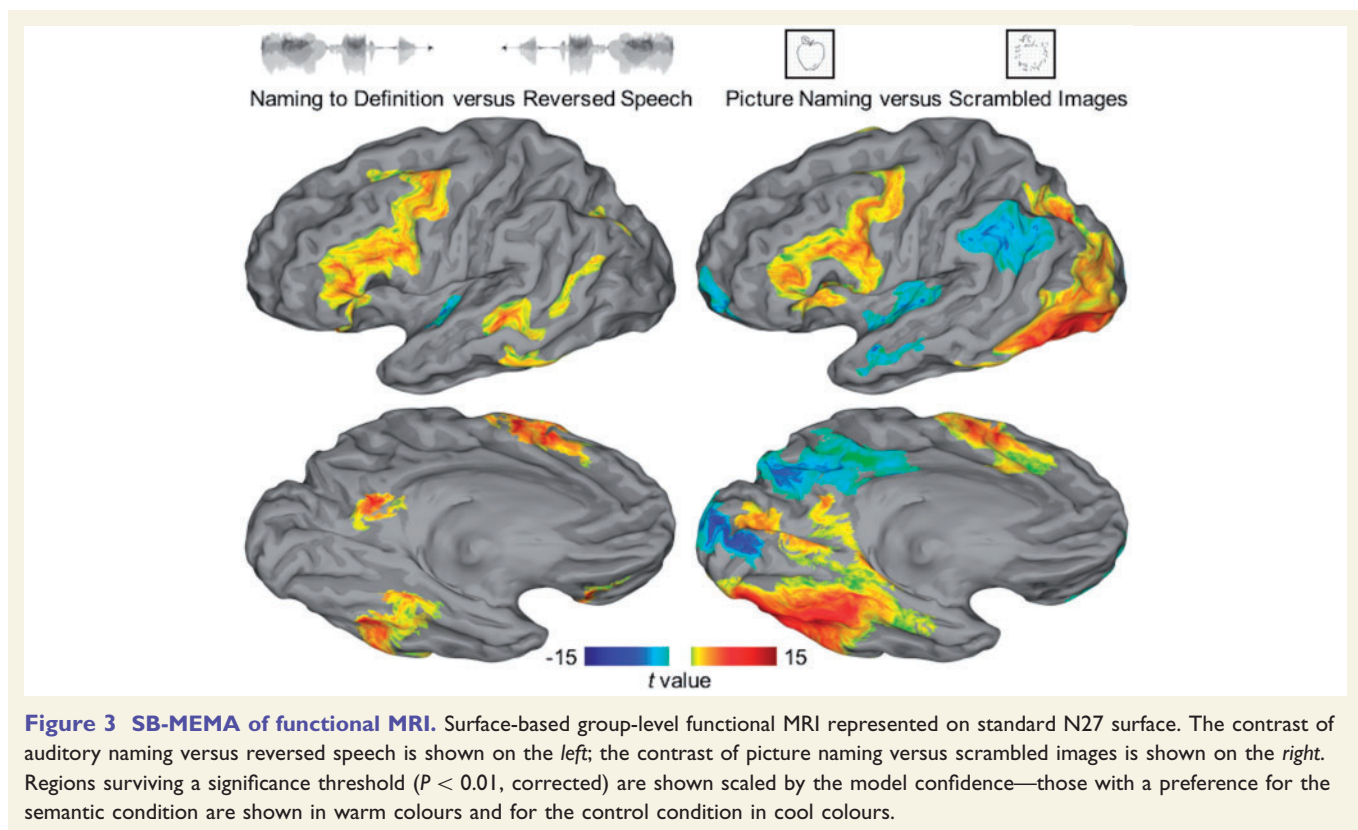 Naming to Definition versus Reversed Speech
Picture Naming versus Scrambled Images
-15
15
t value
Figure 3 SB-MEMA of functional MRI. Surface-based group-level functional MRI represented on standard N27 surface. The contrast of
auditory naming versus reversed speech is shown on the left; the contrast of picture naming versus scrambled images is shown on the right.
Regions surviving a significance threshold (P < 0.01, corrected) are shown scaled by the model confidence—those with a preference for the
semantic condition are shown in warm colours and for the control condition in cool colours.